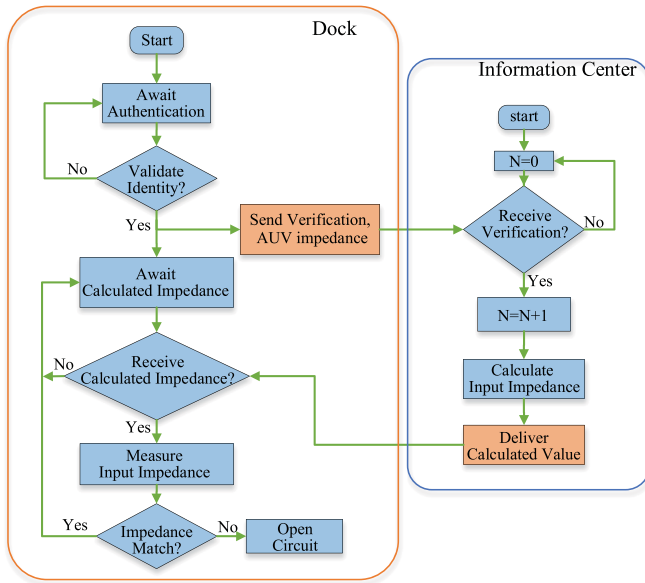 Dock
Start
Await
Authentication
No
Validate
Identity?
Yes
Send Verification,
AUV impedance
Await
Calculated Impedance
No
Receive
Calculated Impedance?
Yes
Measure
Input Impedance
Yes
Impedance
Match?
No
Open
Circuit
Information Center
start
N=0
Receive
Verification?
No
Yes
N=N+1
Calculate
Input Impedance
Deliver
Calculated Value